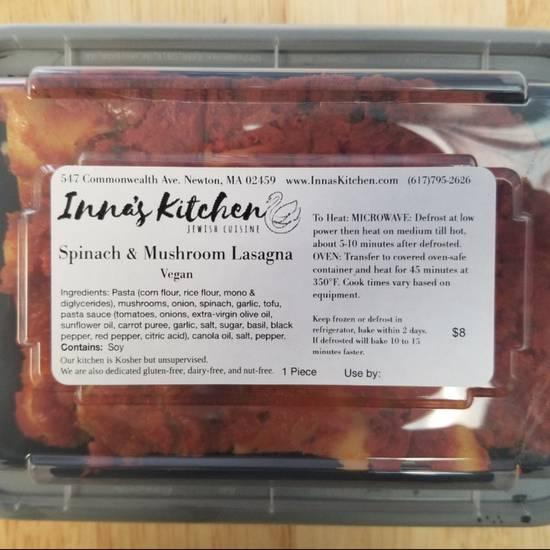 547 Commonwealth Ave. Newton, MA 02459 www.InnasKitchen.com (617)795-2626
Inna's Kitchen
JEWISH CUISINE
Spinach & Mushroom Lasagna
Vegan
Ingredients: Pasta (corn flour, rice flour, mono &
diglycerides), mushrooms, onion, spinach, garlic, tofu,
pasta sauce (tomatoes, onions, extra-virgin olive oil,
sunflower oil, carrot puree, garlic, salt, sugar, basil, black
pepper, red pepper, citric acid), canola oil, salt, pepper.
Contains: Soy
Our kitchen is Kosher but unsupervised.
We are also dedicated gluten-free, dairy-free, and nut-free. 1 Piece Use by:
To Heat: MICROWAVE: Defrost at low
power then heat on medium till hot,
about 5-10 minutes after defrosted.
OVEN: Transfer to covered oven-safe
container and heat for 45 minutes at
350°F. Cook times vary based on
equipment.
Keep frozen or defrost in
refrigerator, bake within 2 days.
If defrosted will bake 10 to 15
minutes faster.
$8